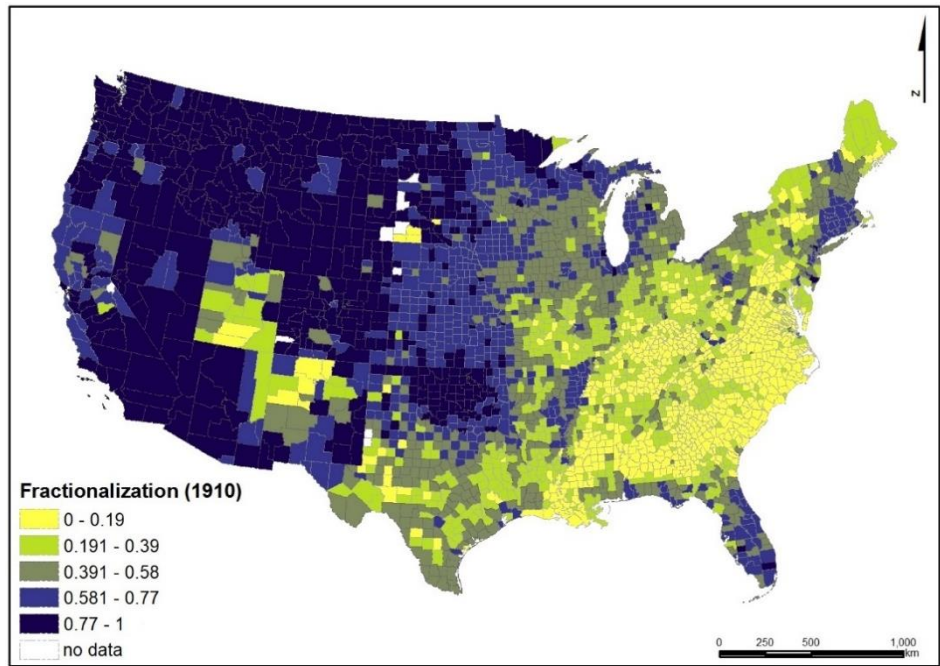 N
Fractionalization (1910)
0 - 0.19
0.191 - 0.39
0.391 - 0.58
0.581 - 0.77
0.77 - 1
no data
0 250 500 1,000
km